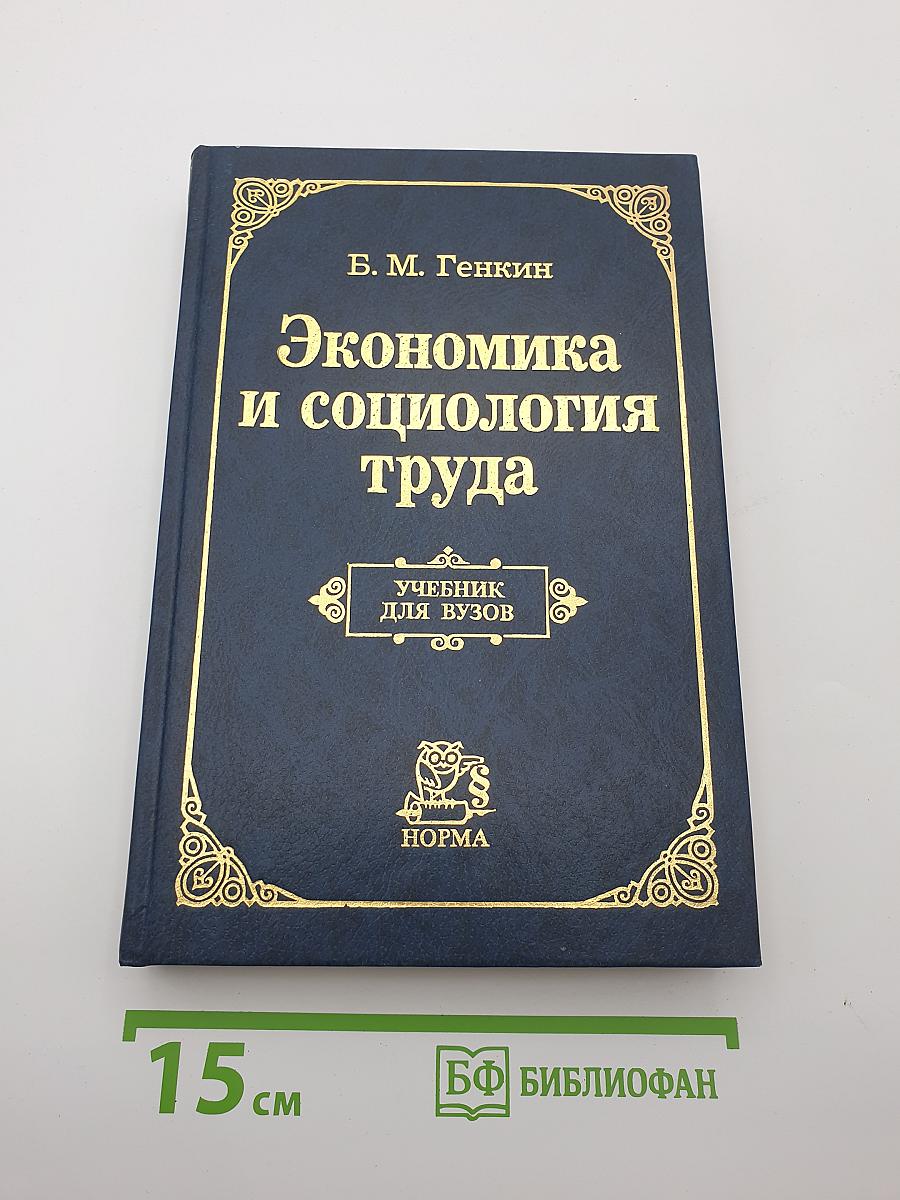 Б. М. Генкин
Экономика
и социология
труда
УЧЕБНИК
ДЛЯ ВУЗОВ
§
НОРМА
15 см
БФ БИБЛИОФАН